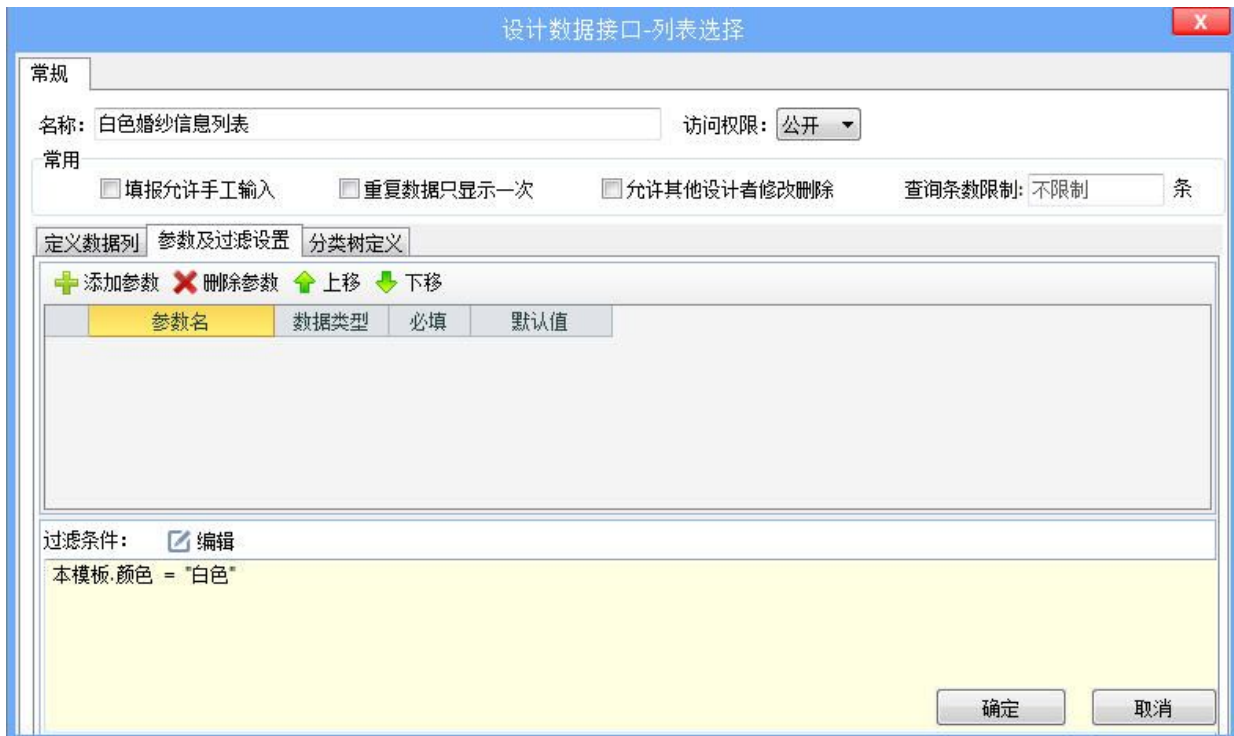 设计数据接口-列表选择
X
常规
名称: 白色婚纱信息列表 访问权限: 公开
常用
填报允许手工输入 重复数据只显示一次 允许其他设计者修改删除 查询条数限制: 不限制 条
定义数据列 参数及过滤设置 分类树定义
添加参数 删除参数 上移 下移
参数名 数据类型 必填 默认值
过滤条件: 编辑
本模板.颜色 = "白色"
确定 取消